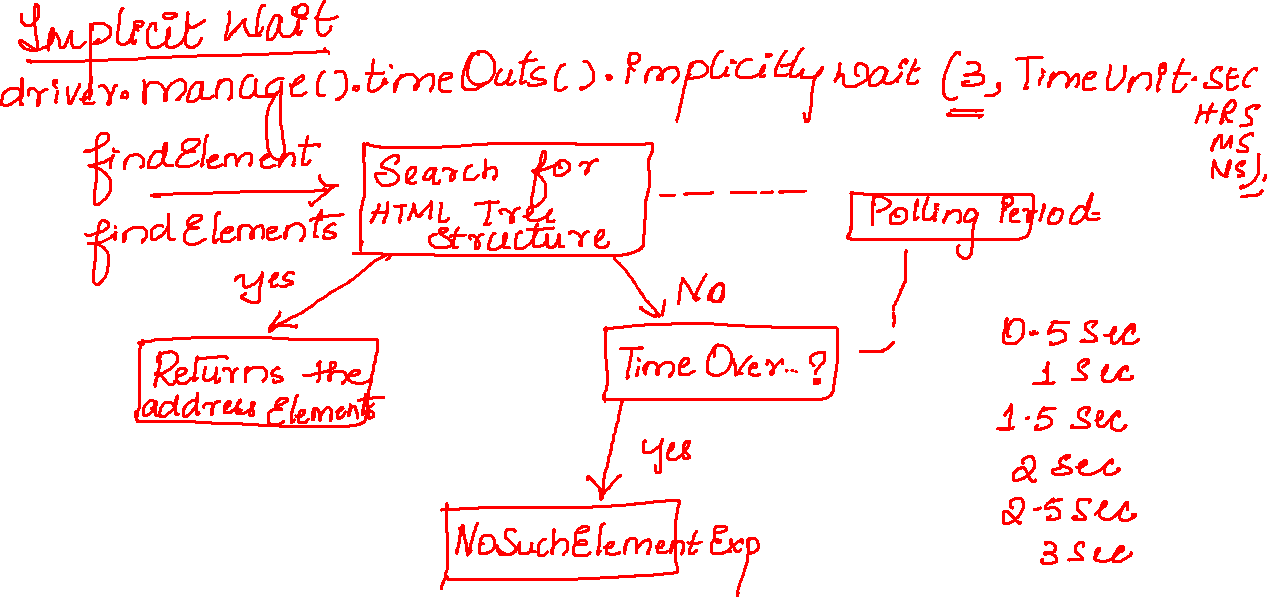 Implicit Wait
driver.manage().timeOuts().implicitly Wait (3, TimeUnit.SEC
HRS
MS
NS),
findElement
findElements
Search for
HTML Tree
Structure
Polling Period
yes
No
Returns the
address Elements
Time Over...?
yes
NoSuchElement Exp
0.5 Sec
1 Sec
1.5 Sec
2 Sec
2.5 Sec
3 Sec